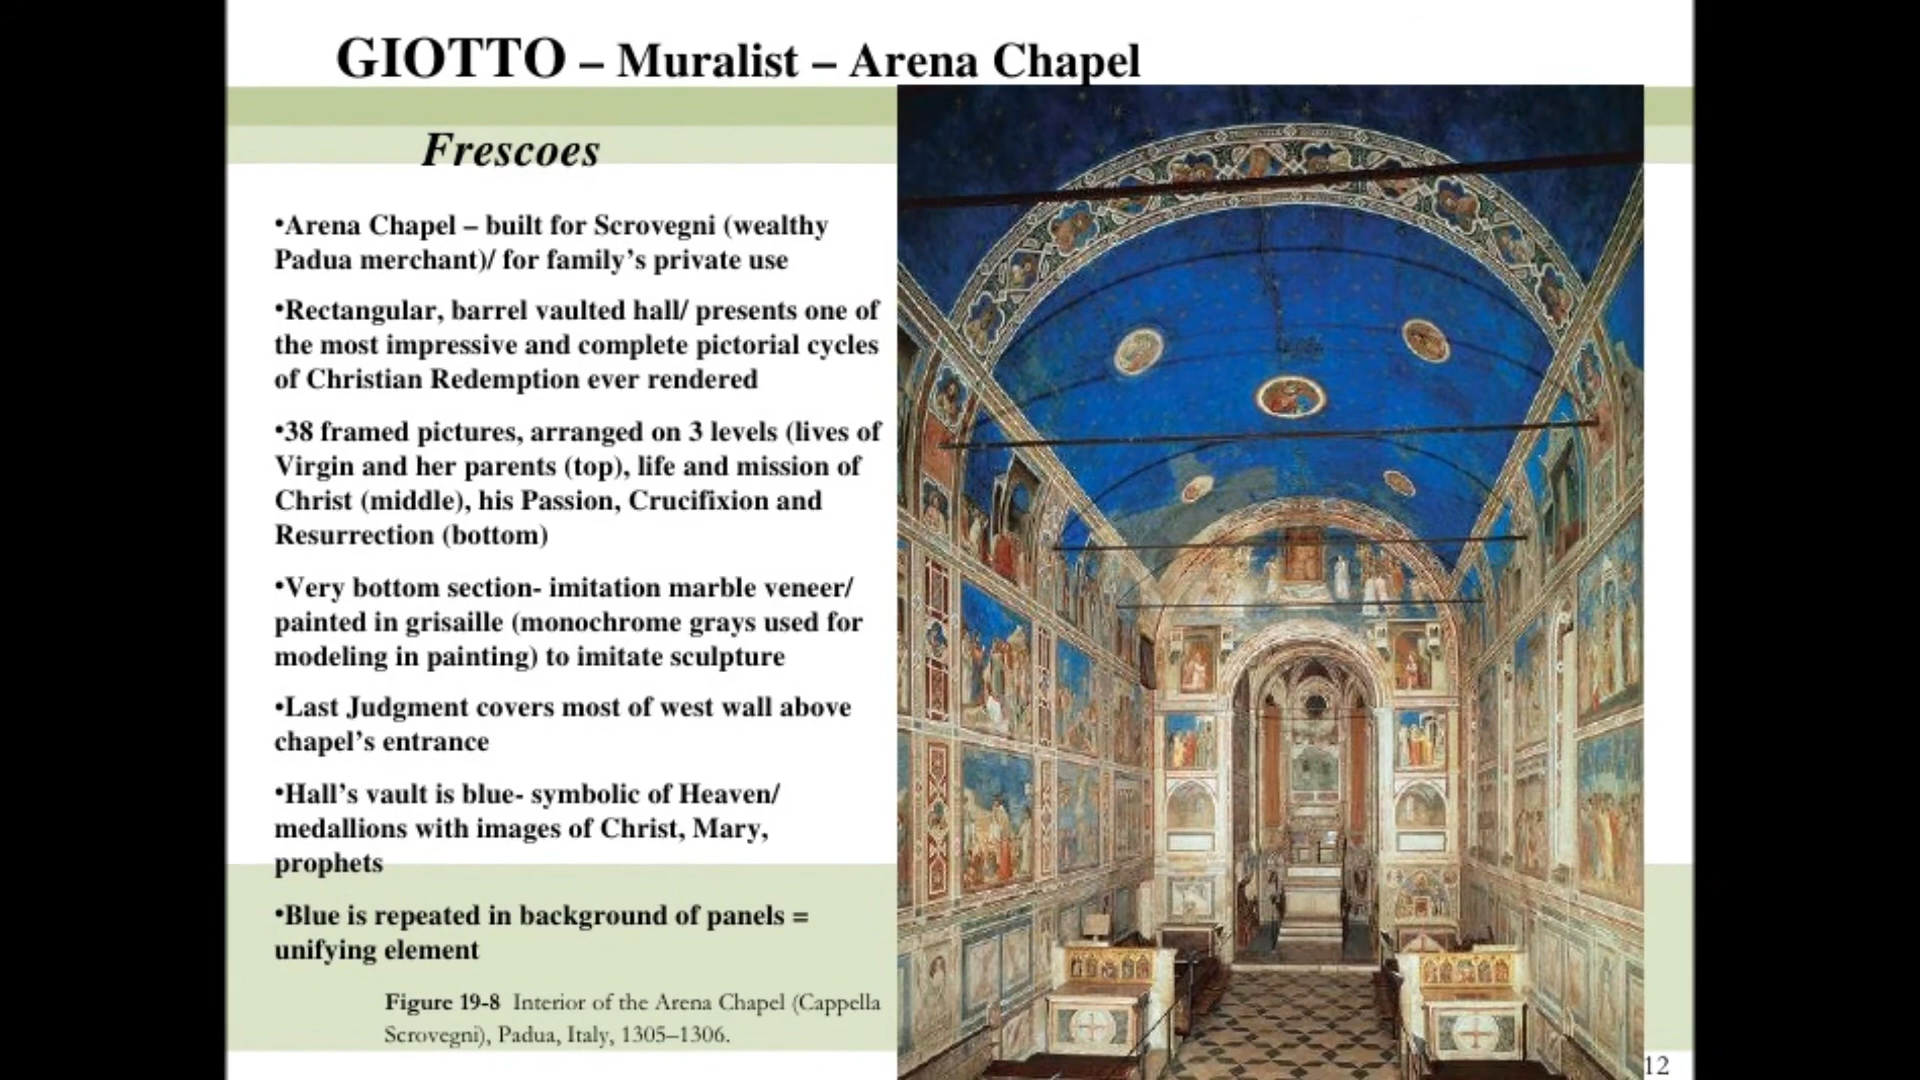 GIOTTO – Muralist – Arena Chapel
Frescoes
•Arena Chapel – built for Scrovegni (wealthy
Padua merchant)/ for family’s private use
•Rectangular, barrel vaulted hall/ presents one of
the most impressive and complete pictorial cycles
of Christian Redemption ever rendered
•38 framed pictures, arranged on 3 levels (lives of
Virgin and her parents (top), life and mission of
Christ (middle), his Passion, Crucifixion and
Resurrection (bottom)
•Very bottom section- imitation marble veneer/
painted in grisaille (monochrome grays used for
modeling in painting) to imitate sculpture
•Last Judgment covers most of west wall above
chapel’s entrance
•Hall’s vault is blue- symbolic of Heaven/
medallions with images of Christ, Mary,
prophets
•Blue is repeated in background of panels =
unifying element
Figure 19-8 Interior of the Arena Chapel (Cappella
Scrovegni), Padua, Italy, 1305–1306.
12